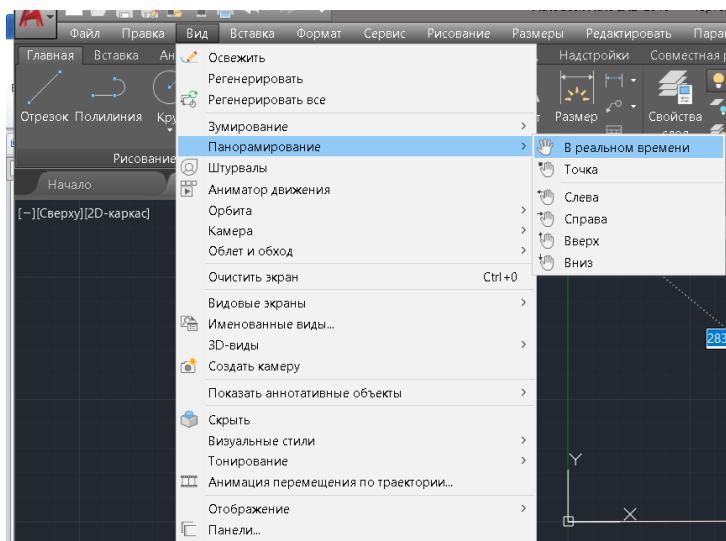 Файл Правка Вид Вставка Формат Сервис Рисование Размеры Редактировать
Главная Вставка
Надстройки Совместная
Отрезок Полилиния
Размер
Свойства
Рисование
Начало
[−][Сверху][2D-каркас]
Освежить
Регенерировать
Регенерировать все
Зумирование
Панорамирование
Штурвалы
Аниматор движения
Орбита
Камера
Облет и обход
Очистить экран Ctrl+0
Видовые экраны
Именованные виды...
3D-виды
Создать камеру
Показать аннотативные объекты
Скрыть
Визуальные стили
Тонирование
Анимация перемещения по траектории...
Отображение
Панели...
В реальном времени
Точка
Слева
Справа
Вверх
Вниз
283
Y
X